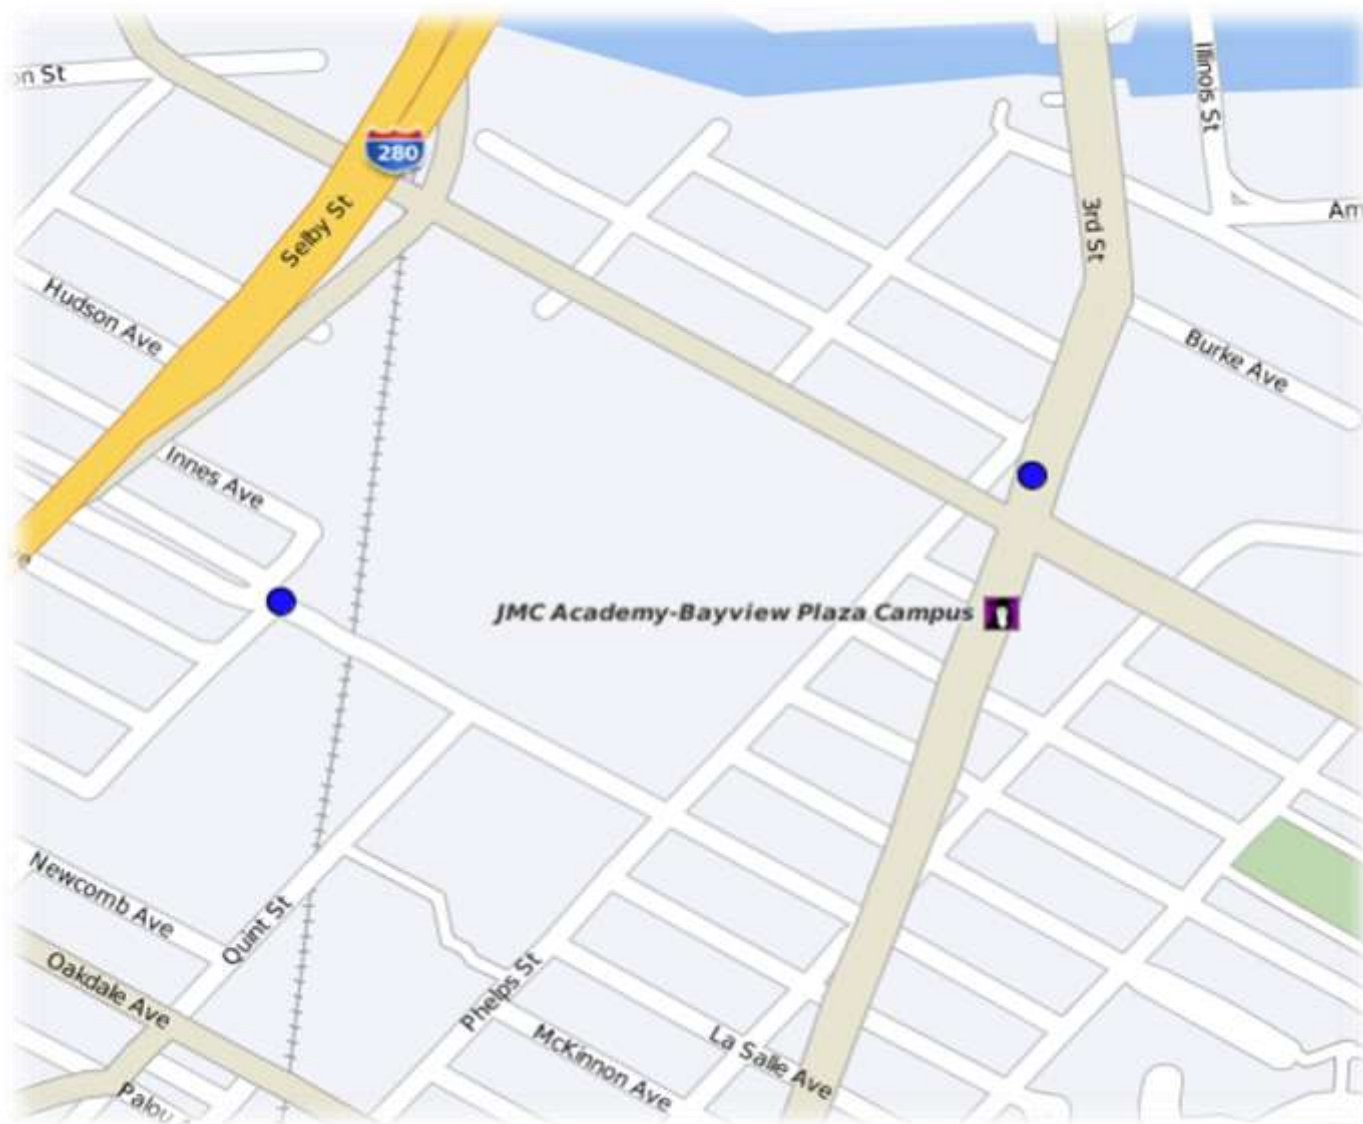 on St
280
Illinois St
Selby St
3rd St
Am
Hudson Ave
Burke Ave
Innes Ave
JMC Academy-Bayview Plaza Campus
Newcomb Ave
Quint St
Oakdale Ave
Phelps St
McKinnon Ave
La Salle Ave
Palou